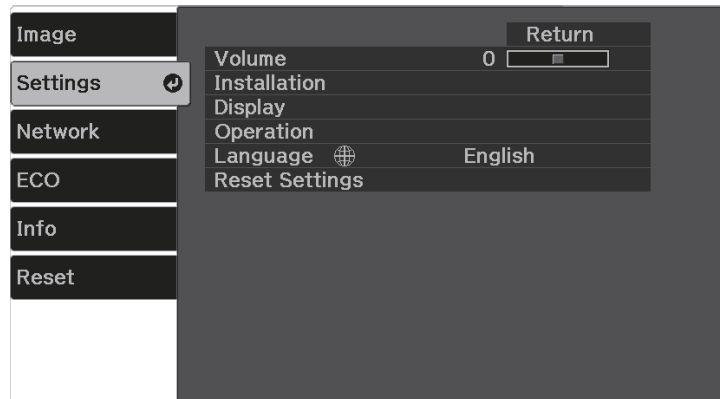 Image
Settings
Network
ECO
Info
Reset
Return
Volume 0
Installation
Display
Operation
Language English
Reset Settings